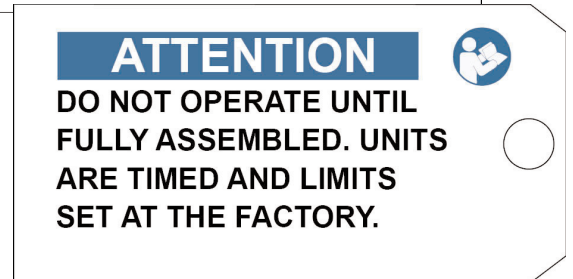 ATTENTION
DO NOT OPERATE UNTIL
FULLY ASSEMBLED. UNITS
ARE TIMED AND LIMITS
SET AT THE FACTORY.